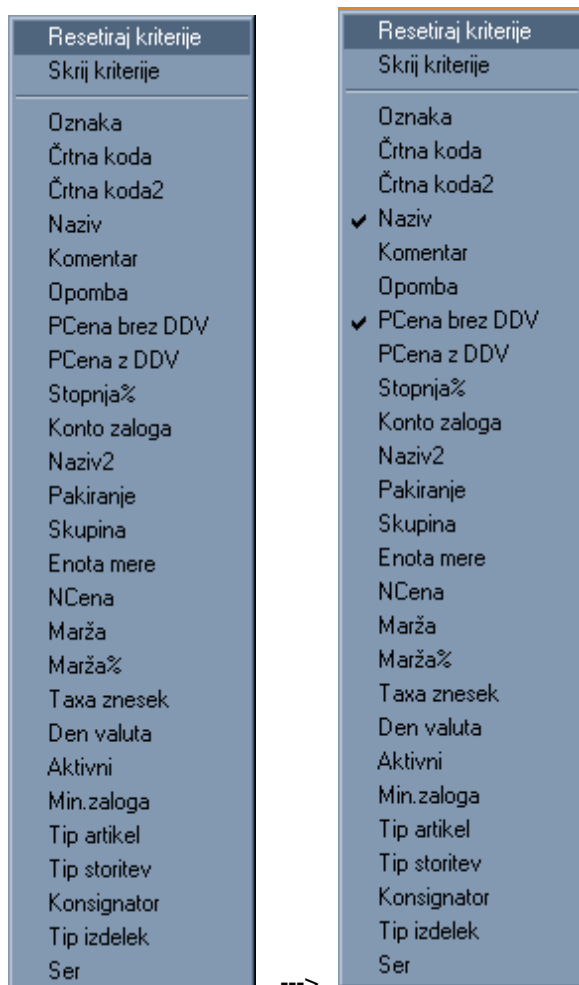 Resetiraj kriterije
Skrij kriterije
Oznaka
Črtna koda
Črtna koda2
Naziv
Komentar
Opomba
PCena brez DDV
PCena z DDV
Stopnja%
Konto zaloga
Naziv2
Pakiranje
Skupina
Enota mere
NCena
Marža
Marža%
Taxa znesek
Den valuta
Aktivni
Min.zaloga
Tip artikel
Tip storitev
Konsignator
Tip izdelek
Ser
--->
Resetiraj kriterije
Skrij kriterije
Oznaka
Črtna koda
Črtna koda2
✔ Naziv
Komentar
Opomba
✔ PCena brez DDV
PCena z DDV
Stopnja%
Konto zaloga
Naziv2
Pakiranje
Skupina
Enota mere
NCena
Marža
Marža%
Taxa znesek
Den valuta
Aktivni
Min.zaloga
Tip artikel
Tip storitev
Konsignator
Tip izdelek
Ser